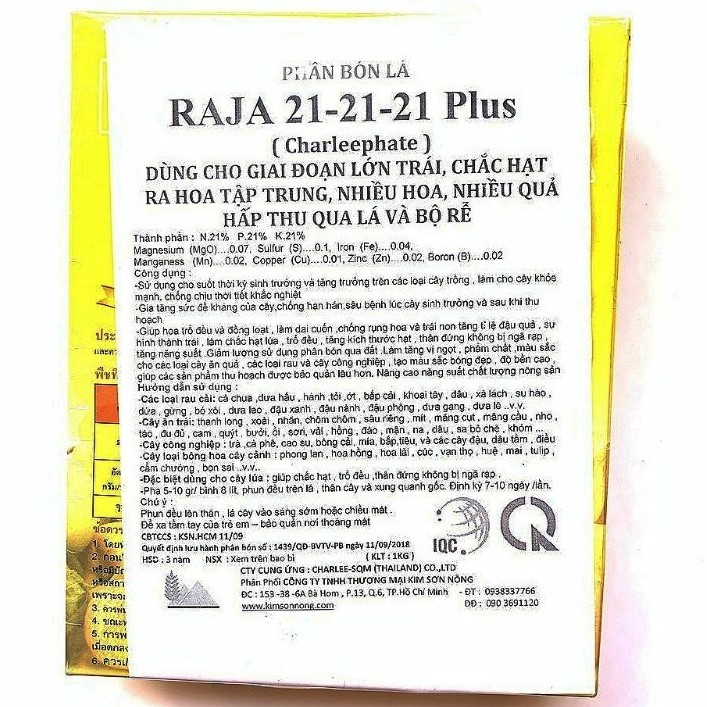 PHÂN BÓN LÁ
RAJA 21-21-21 Plus
( Charleephate )
DÙNG CHO GIAI ĐOẠN LỚN TRÁI, CHẮC HẠT
RA HOA TẬP TRUNG, NHIỀU HOA, NHIỀU QUẢ
HẤP THU QUA LÁ VÀ BỘ RỄ
Thành phần : N.21% P.21% K.21%
Magnesium (MgO)....0.07, Sulfur (S)....0.1, Iron (Fe)....0.04,
Manganess (Mn)....0.02, Copper (Cu)....0.01, Zinc (Zn)....0.02, Boron (B)....0.02
Công dụng :
-Sử dụng cho suốt thời kỳ sinh trưởng và tăng trưởng trên các loại cây trồng , làm cho cây khỏe
mạnh, chống chịu thời tiết khắc nghiệt
-Gia tăng sức đề kháng của cây,chống hạn hán,sâu bệnh lúc cây sinh trưởng và sau khi thu
hoạch
-Giúp hoa trổ đều và đồng loạt , làm dai cuốn ,chống rụng hoa và trái non tăng tỉ lệ đậu quả , sự
hình thành trái , làm chắc hạt lúa , trổ đều , tăng kích thước hạt , thân đứng không bị ngã rạp ,
tăng năng suất .Giảm lượng sử dụng phân bón qua đất .Làm tăng vị ngọt , phẩm chất ,màu sắc
cho các loại cây ăn quả , các loại rau và cây công nghiệp , tạo màu sắc bóng đẹp , độ bền cao ,
giúp các sản phẩm thu hoạch được bảo quản lâu hơn. Nâng cao năng suất chất lượng nông sản
Hướng dẫn sử dụng :
-Các loại rau cải: cà chua, dưa hấu , hành ,tỏi , ớt , bắp cải , khoai tây , dâu , xà lách , su hào ,
dứa , gừng , bó xôi , dưa leo , đậu xanh , đậu nành , đậu phộng , dưa gang , dưa lê ..v.v.
-Cây ăn trái: thanh long , xoài , nhãn, chôm chôm , sầu riêng , mít , măng cụt , mãng cầu , nho ,
táo , đu đủ , cam , quýt , bưởi , ổi , sơri , vải , hồng , đào , mận , na , dâu , sa bô chê , khóm ...
-Cây công nghiệp : trà ,cà phê, cao su, bông cải, mía, bắp,tiêu, và các cây đậu, dâu tằm , điều
-Cây loại bông hoa cây cảnh : phong lan , hoa hồng , hoa lài , cúc , vạn thọ , huệ , mai , tulip ,
cẩm chướng , bon sai ..v.v..
-Đặc biệt dùng cho cây lúa : giúp chắc hạt , trổ đều ,thân đứng không bị ngã rạp .
-Pha 5-10 gr/ bình 8 lít, phun đều trên lá , thân cây và xung quanh gốc. Định kỳ 7-10 ngày /lần.
Chú ý :
Phun đều lên thân , lá cây vào sáng sớm hoặc chiều mát .
Để xa tầm tay của trẻ em – bảo quản nơi thoáng mát
CBTCCS : KSN.HCM 11/09
Quyết định lưu hành phân bón số : 1439/QĐ-BVTV-PB ngày 11/09/2018
( KLT : 1KG )
HSD : 3 năm NSX : Xem trên bao bì
IQC
CTY CUNG ỨNG : CHARLEE-SQM (THAILAND) CO.,LTD
Phân Phối CÔNG TY TNHH THƯƠNG MẠI KIM SƠN NÔNG
ĐC : 153 -38 -6A Bà Hom , P.13, Q.6, TP.Hồ Chí Minh - ĐT : 0938337766
www.kimsonnong.com DĐ : 090 3691120